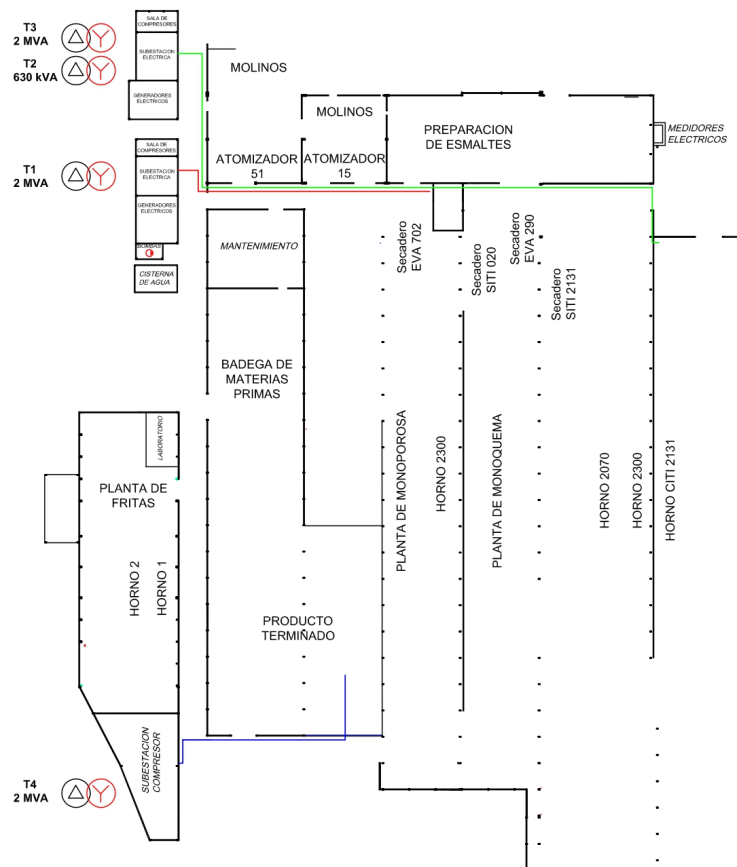 T3
2 MVA
T2
630 kVA
SALA DE
COMPRESORES
SUBESTACION
ELECTRICA
GENERADORES
ELECTRICOS
MOLINOS
MOLINOS
ATOMIZADOR
51
ATOMIZADOR
15
PREPARACION
DE ESMALTES
MEDIDORES
ELECTRICOS
T1
2 MVA
SALA DE
COMPRESORES
SUBESTACION
ELECTRICA
GENERADORES
ELECTRICOS
BOMBAS
CISTERNA
DE AGUA
MANTENIMIENTO
Secadero
EVA 702
Secadero
SITI 020
Secadero
EVA 290
Secadero
SITI 2131
BADEGA DE
MATERIAS
PRIMAS
LABORATORIO
PLANTA DE
FRITAS
HORNO 2
HORNO 1
PLANTA DE MONOPOROSA
HORNO 2300
PLANTA DE MONOQUEMA
HORNO 2070
HORNO 2300
HORNO CITI 2131
PRODUCTO
TERMIÑADO
SUBESTACION
COMPRESOR
T4
2 MVA